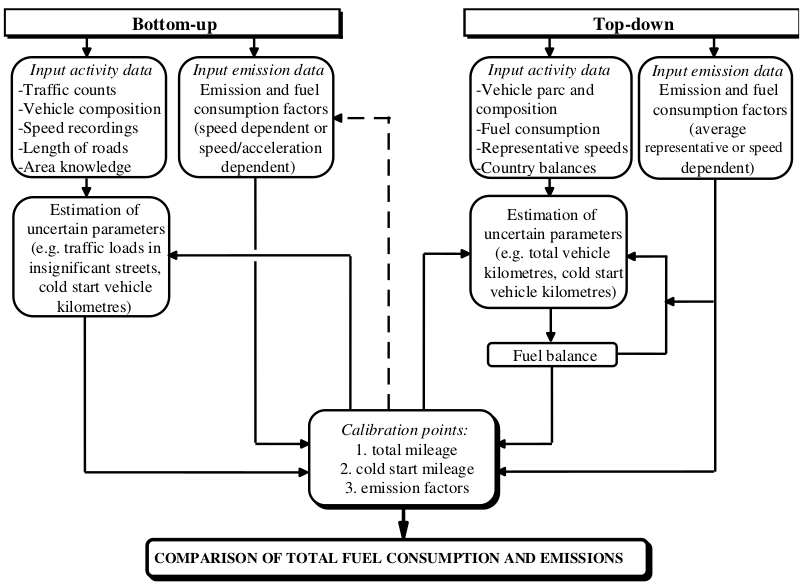 Bottom-up
Input activity data
-Traffic counts
-Vehicle composition
-Speed recordings
-Length of roads
-Area knowledge
Input emission data
Emission and fuel
consumption factors
(speed dependent or
speed/acceleration
dependent)
Estimation of
uncertain parameters
(e.g. traffic loads in
insignificant streets,
cold start vehicle
kilometres)
Top-down
Input activity data
-Vehicle parc and
composition
-Fuel consumption
-Representative speeds
-Country balances
Input emission data
Emission and fuel
consumption factors
(average
representative or speed
dependent)
Estimation of
uncertain parameters
(e.g. total vehicle
kilometres, cold start
vehicle kilometres)
Fuel balance
Calibration points:
1. total mileage
2. cold start mileage
3. emission factors
COMPARISON OF TOTAL FUEL CONSUMPTION AND EMISSIONS